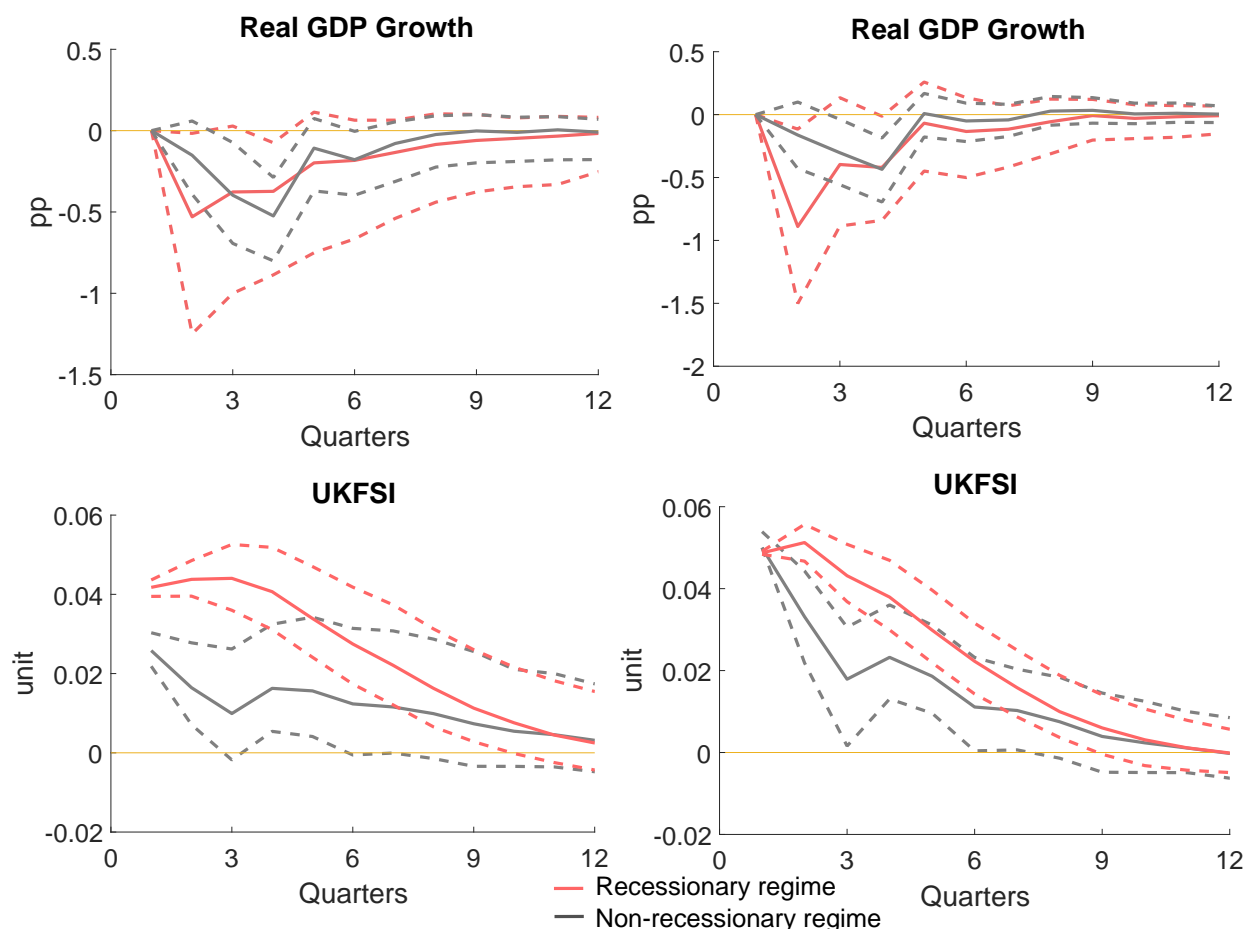 Real GDP Growth
0.5
0
-0.5
-1
-1.5
pp
0
3
6
9
12
Quarters
Real GDP Growth
0.5
0
-0.5
-1
-1.5
-2
pp
0
3
6
9
12
Quarters
UKFSI
0.06
0.04
0.02
0
-0.02
unit
0
3
6
9
12
Quarters
UKFSI
0.06
0.04
0.02
0
-0.02
unit
0
3
6
9
12
Quarters
Recessionary regime
Non-recessionary regime